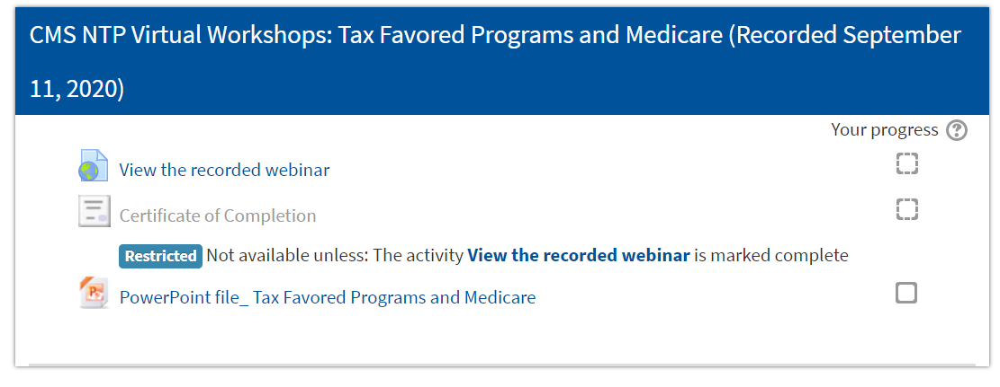 CMS NTP Virtual Workshops: Tax Favored Programs and Medicare (Recorded September
11, 2020)
Your progress ?
View the recorded webinar
Certificate of Completion
Restricted Not available unless: The activity View the recorded webinar is marked complete
PowerPoint file_ Tax Favored Programs and Medicare